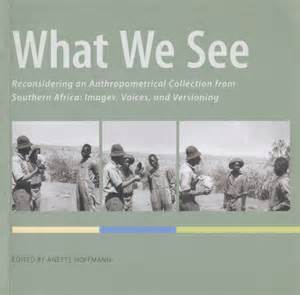 What We See
Reconsidering an Anthropometrical Collection from
Southern Africa: Images, Voices, and Versioning
EDITED BY ANETTE HOFFMANN